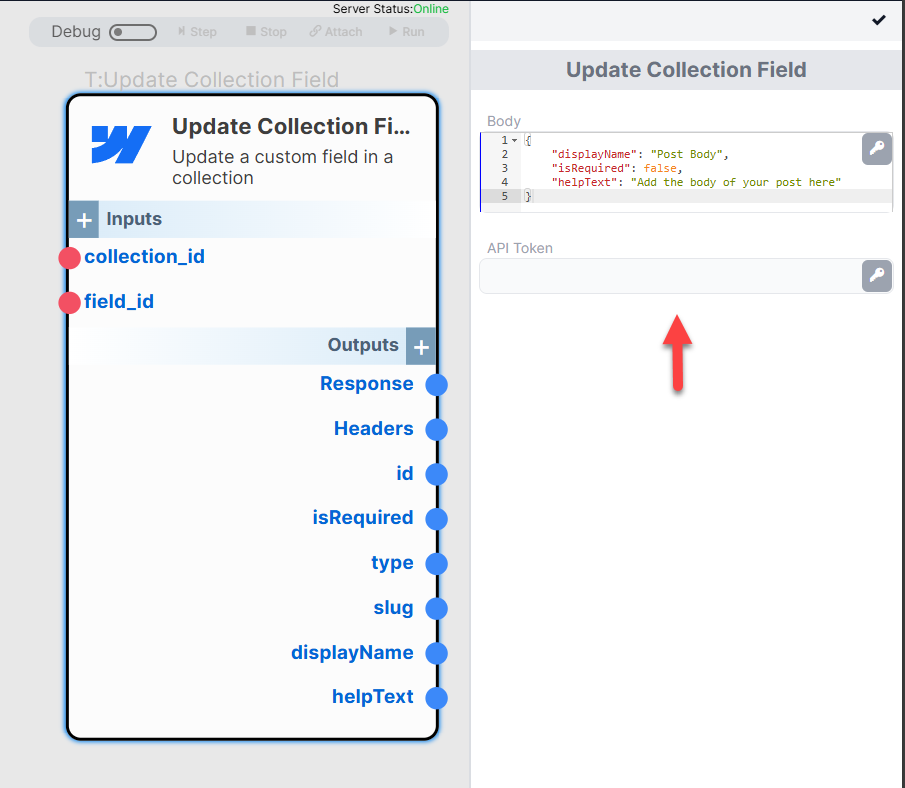 Server Status:Online
Debug Step Stop Attach Run
T:Update Collection Field
Update Collection Fi...
Update a custom field in a
collection
+ Inputs
collection_id
field_id
Outputs +
Response
Headers
id
isRequired
type
slug
displayName
helpText
Update Collection Field
Body
1 {
2 "displayName": "Post Body",
3 "isRequired": false,
4 "helpText": "Add the body of your post here"
5 }
API Token